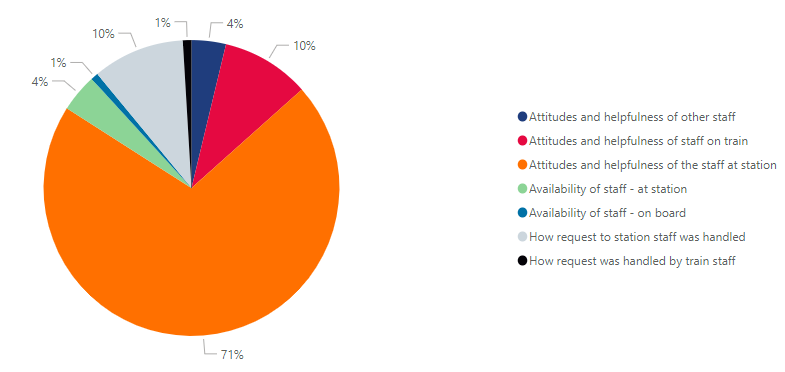 1%
4%
10%
10%
1%
4%
71%
Attitudes and helpfulness of other staff
Attitudes and helpfulness of staff on train
Attitudes and helpfulness of the staff at station
Availability of staff - at station
Availability of staff - on board
How request to station staff was handled
How request was handled by train staff